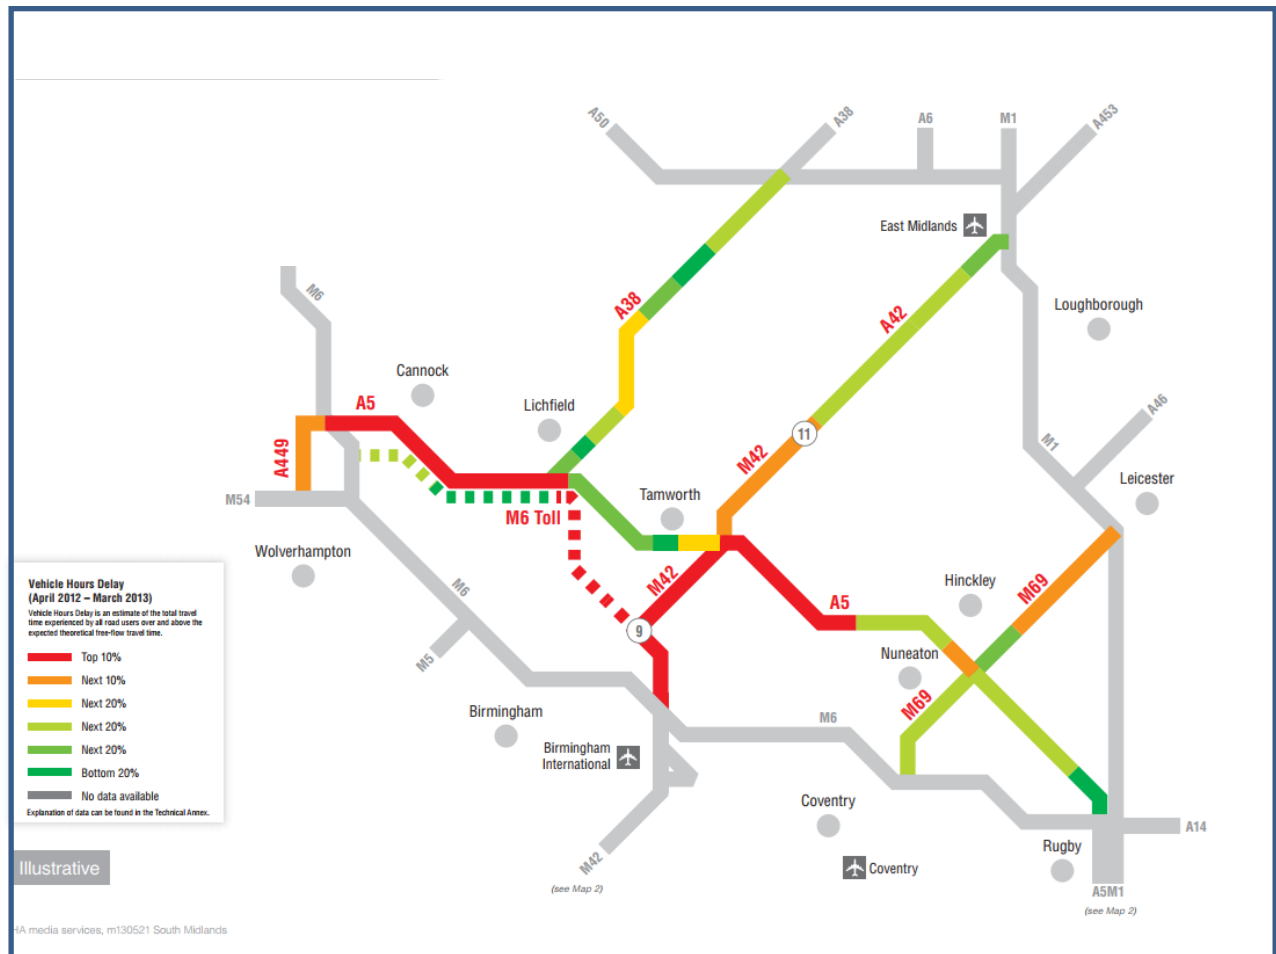 A50
A38
A6
M1
A453
East Midlands
M6
A38
A42
Loughborough
Cannock
A5
Lichfield
A46
11
M1
A449
M42
Leicester
M54
Tamworth
M6 Toll
Wolverhampton
M42
Hinckley
M69
M6
A5
9
Nuneaton
M5
M69
Birmingham
M6
Birmingham
International
Coventry
A14
Rugby
M42
Coventry
(see Map 2)
A5M1
(see Map 2)
Vehicle Hours Delay
(April 2012 – March 2013)
Vehicle Hours Delay is an estimate of the total travel
time experienced by all road users over and above the
expected theoretical free-flow travel time.
Top 10%
Next 10%
Next 20%
Next 20%
Next 20%
Bottom 20%
No data available
Explanation of data can be found in the Technical Annex.
Illustrative
HA media services, m130521 South Midlands